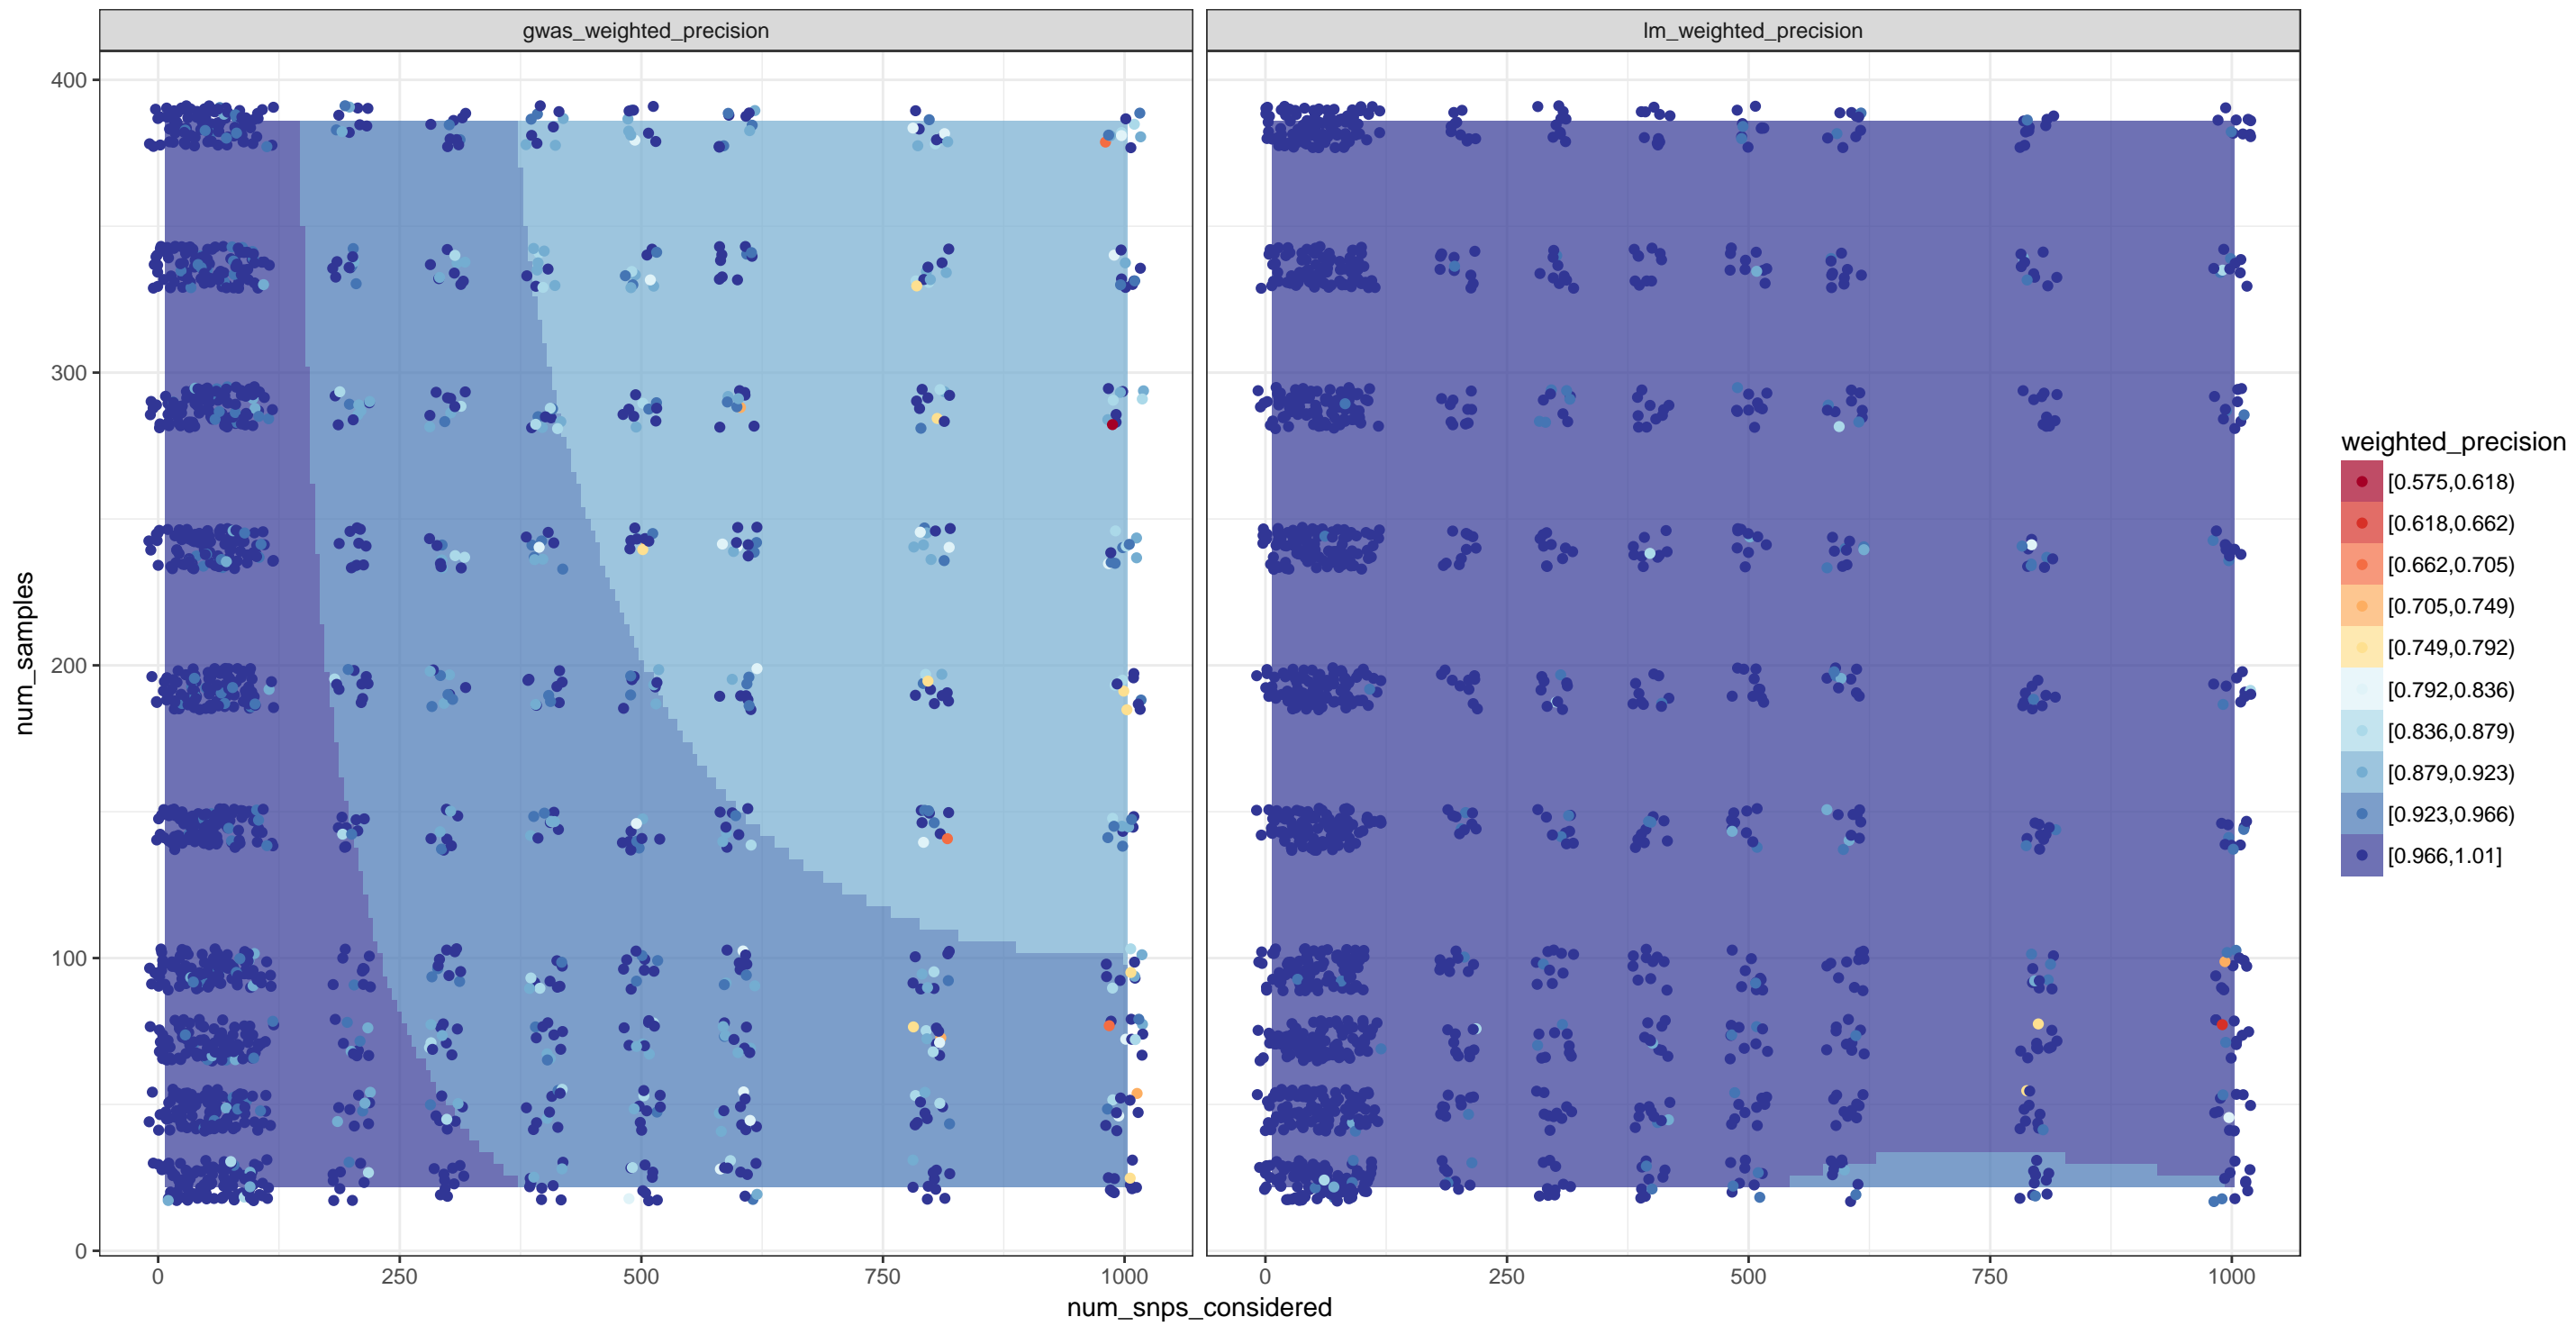 gwas_weighted_precision
lm_weighted_precision
400
300
200
100
0
num_samples
0 250 500 750 1000
0 250 500 750 1000
num_snps_considered
weighted_precision
[0.575,0.618)
[0.618,0.662)
[0.662,0.705)
[0.705,0.749)
[0.749,0.792)
[0.792,0.836)
[0.836,0.879)
[0.879,0.923)
[0.923,0.966)
[0.966,1.01]